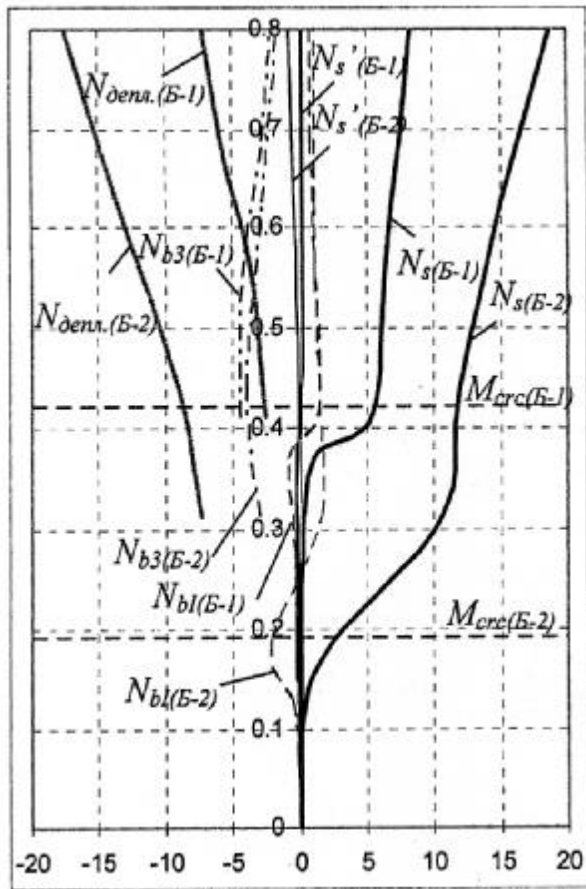 0.8
N_s'(Б-1)
N_депл.(Б-1)
N_s'(Б-2)
0.7
0.6
N_b3(Б-1)
N_s(Б-1)
N_депл.(Б-2)
N_s(Б-2)
0.5
M_crc(Б-1)
0.4
0.3
N_b3(Б-2)
N_b1(Б-1)
0.2
M_crc(Б-2)
N_b1(Б-2)
0.1
0
-20 -15 -10 -5 0 5 10 15 20